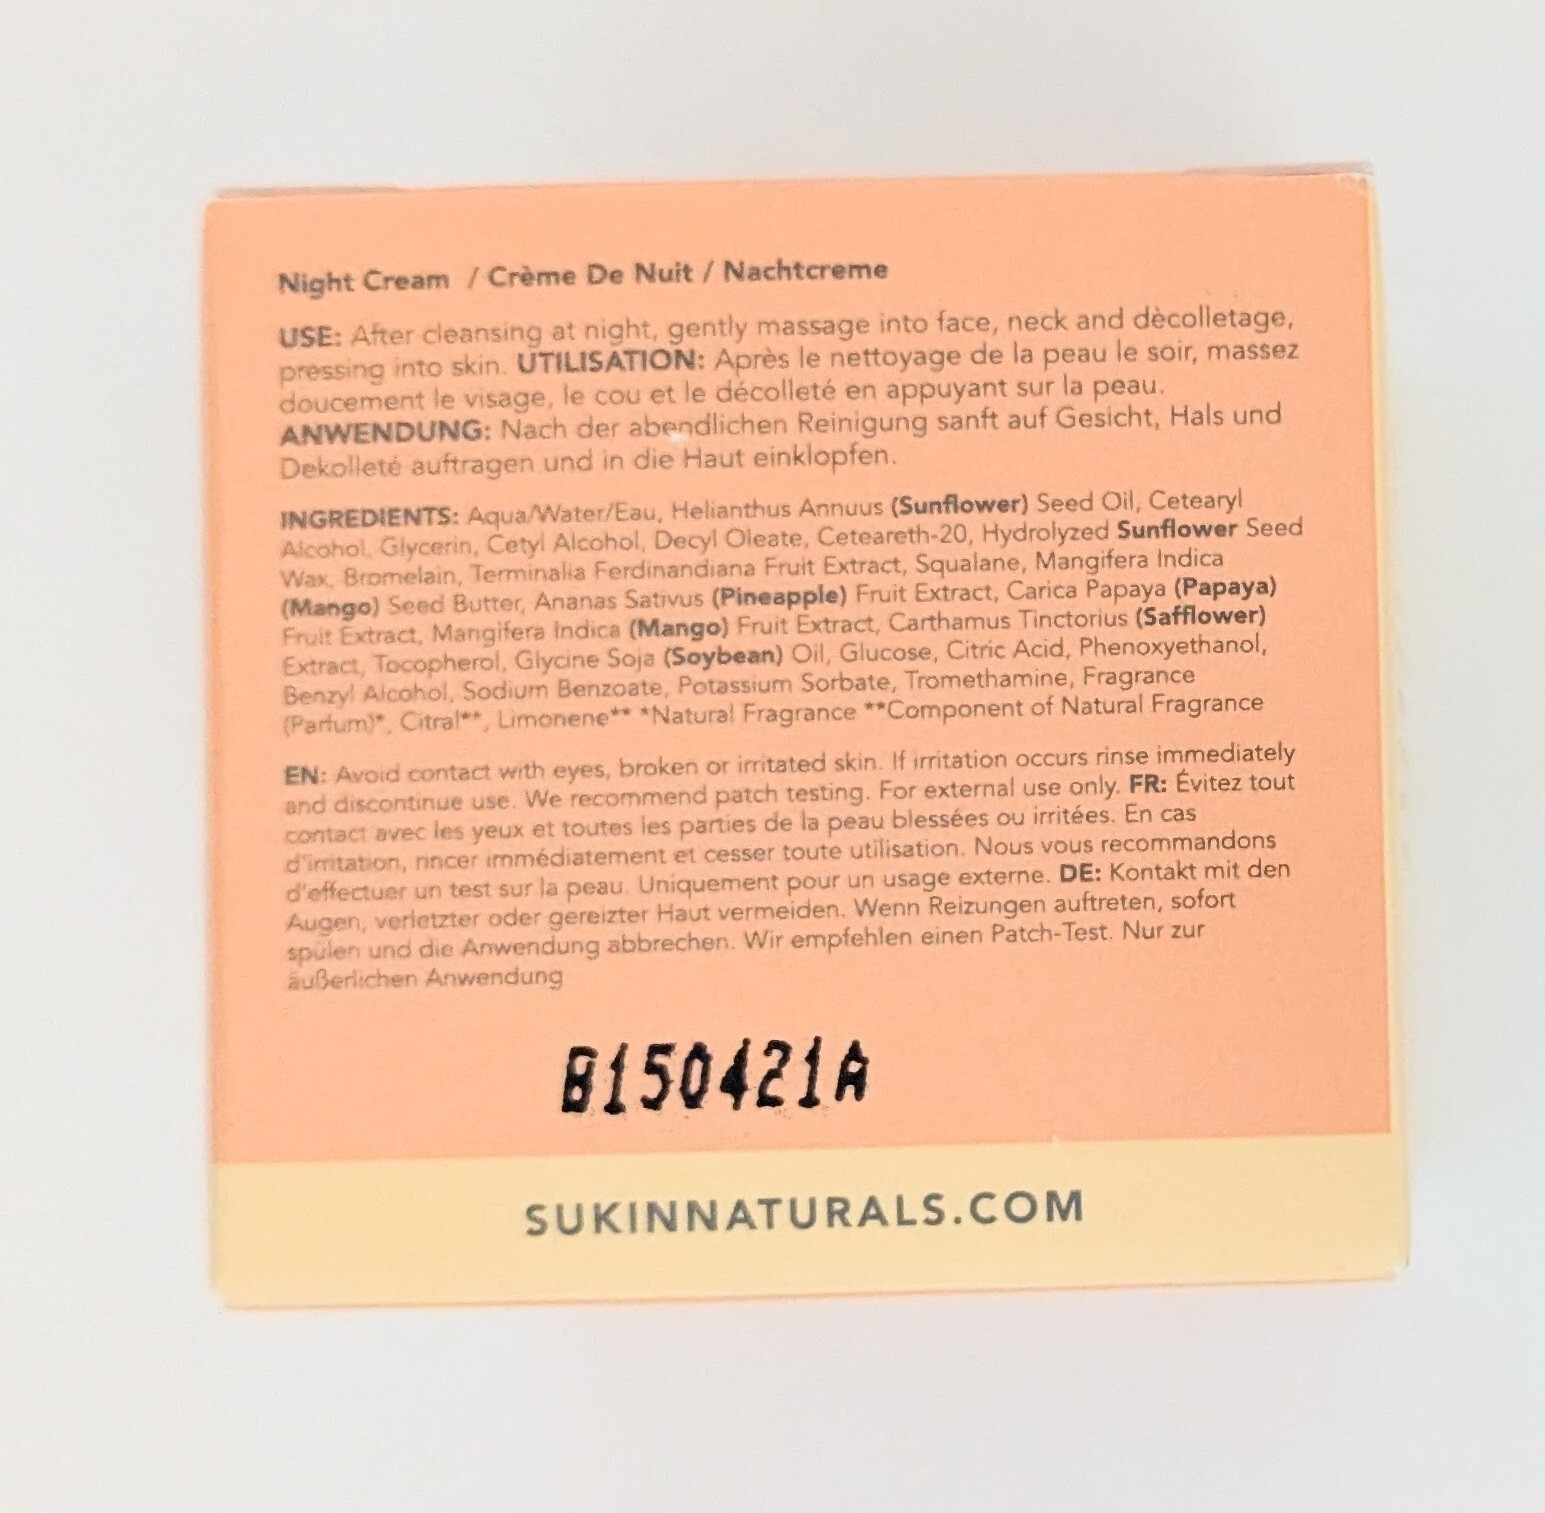 Night Cream / Crème De Nuit / Nachtcreme
USE: After cleansing at night, gently massage into face, neck and dècolletage,
pressing into skin. UTILISATION: Après le nettoyage de la peau le soir, massez
doucement le visage, le cou et le décolleté en appuyant sur la peau.
ANWENDUNG: Nach der abendlichen Reinigung sanft auf Gesicht, Hals und
Dekolleté auftragen und in die Haut einklopfen.
INGREDIENTS: Aqua/Water/Eau, Helianthus Annuus (Sunflower) Seed Oil, Cetearyl
Alcohol, Glycerin, Cetyl Alcohol, Decyl Oleate, Ceteareth-20, Hydrolyzed Sunflower Seed
Wax, Bromelain, Terminalia Ferdinandiana Fruit Extract, Squalane, Mangifera Indica
(Mango) Seed Butter, Ananas Sativus (Pineapple) Fruit Extract, Carica Papaya (Papaya)
Fruit Extract, Mangifera Indica (Mango) Fruit Extract, Carthamus Tinctorius (Safflower)
Extract, Tocopherol, Glycine Soja (Soybean) Oil, Glucose, Citric Acid, Phenoxyethanol,
Benzyl Alcohol, Sodium Benzoate, Potassium Sorbate, Tromethamine, Fragrance
(Parfum)*, Citral**, Limonene** *Natural Fragrance **Component of Natural Fragrance
EN: Avoid contact with eyes, broken or irritated skin. If irritation occurs rinse immediately
and discontinue use. We recommend patch testing. For external use only. FR: Évitez tout
contact avec les yeux et toutes les parties de la peau blessées ou irritées. En cas
d'irritation, rincer immédiatement et cesser toute utilisation. Nous vous recommandons
d'effectuer un test sur la peau. Uniquement pour un usage externe. DE: Kontakt mit den
Augen, verletzter oder gereizter Haut vermeiden. Wenn Reizungen auftreten, sofort
spülen und die Anwendung abbrechen. Wir empfehlen einen Patch-Test. Nur zur
äußerlichen Anwendung
B150421A
SUKINNATURALS.COM